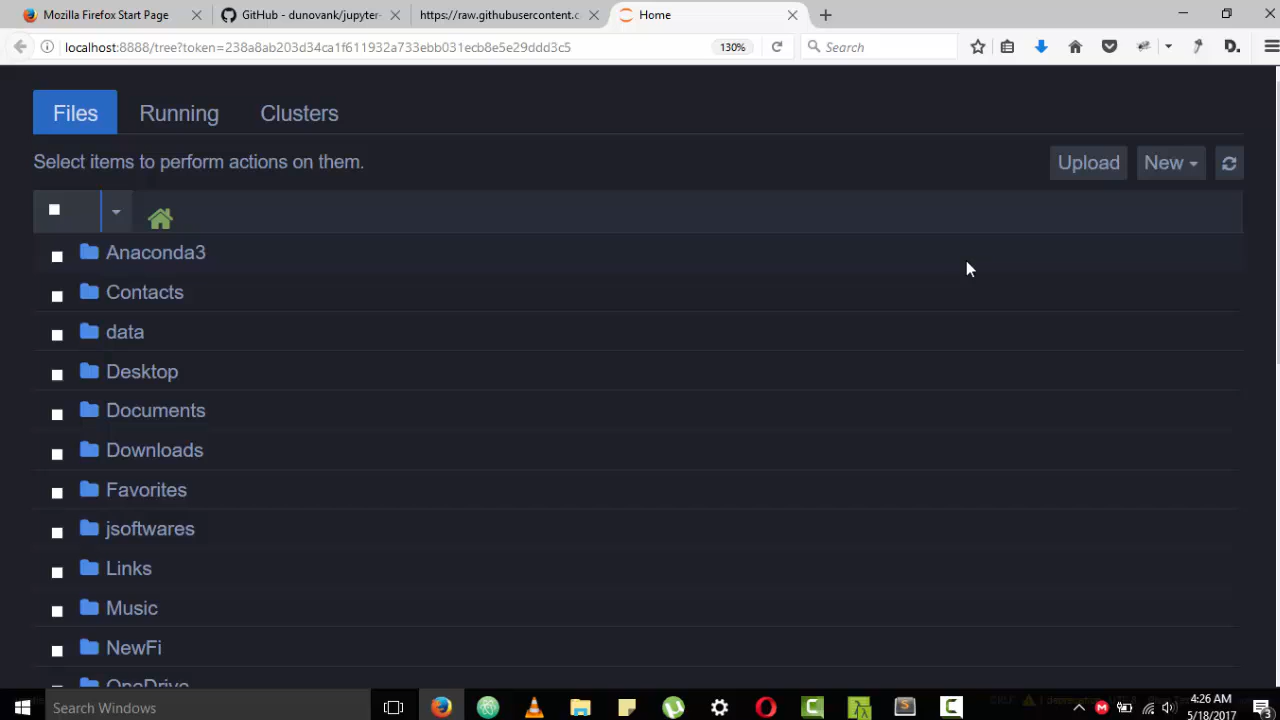 Mozilla Firefox Start Page
GitHub - dunovank/jupyter-
https://raw.githubusercontent.c
Home
localhost:8888/tree?token=238a8ab203d34ca1f611932a733ebb031ecb8e5e29ddd3c5
130%
Search
D.
Files
Running
Clusters
Select items to perform actions on them.
Upload
New
Anaconda3
Contacts
data
Desktop
Documents
Downloads
Favorites
jsoftwares
Links
Music
NewFi
OneDrive
Search Windows
4:26 AM
5/18/2017
3